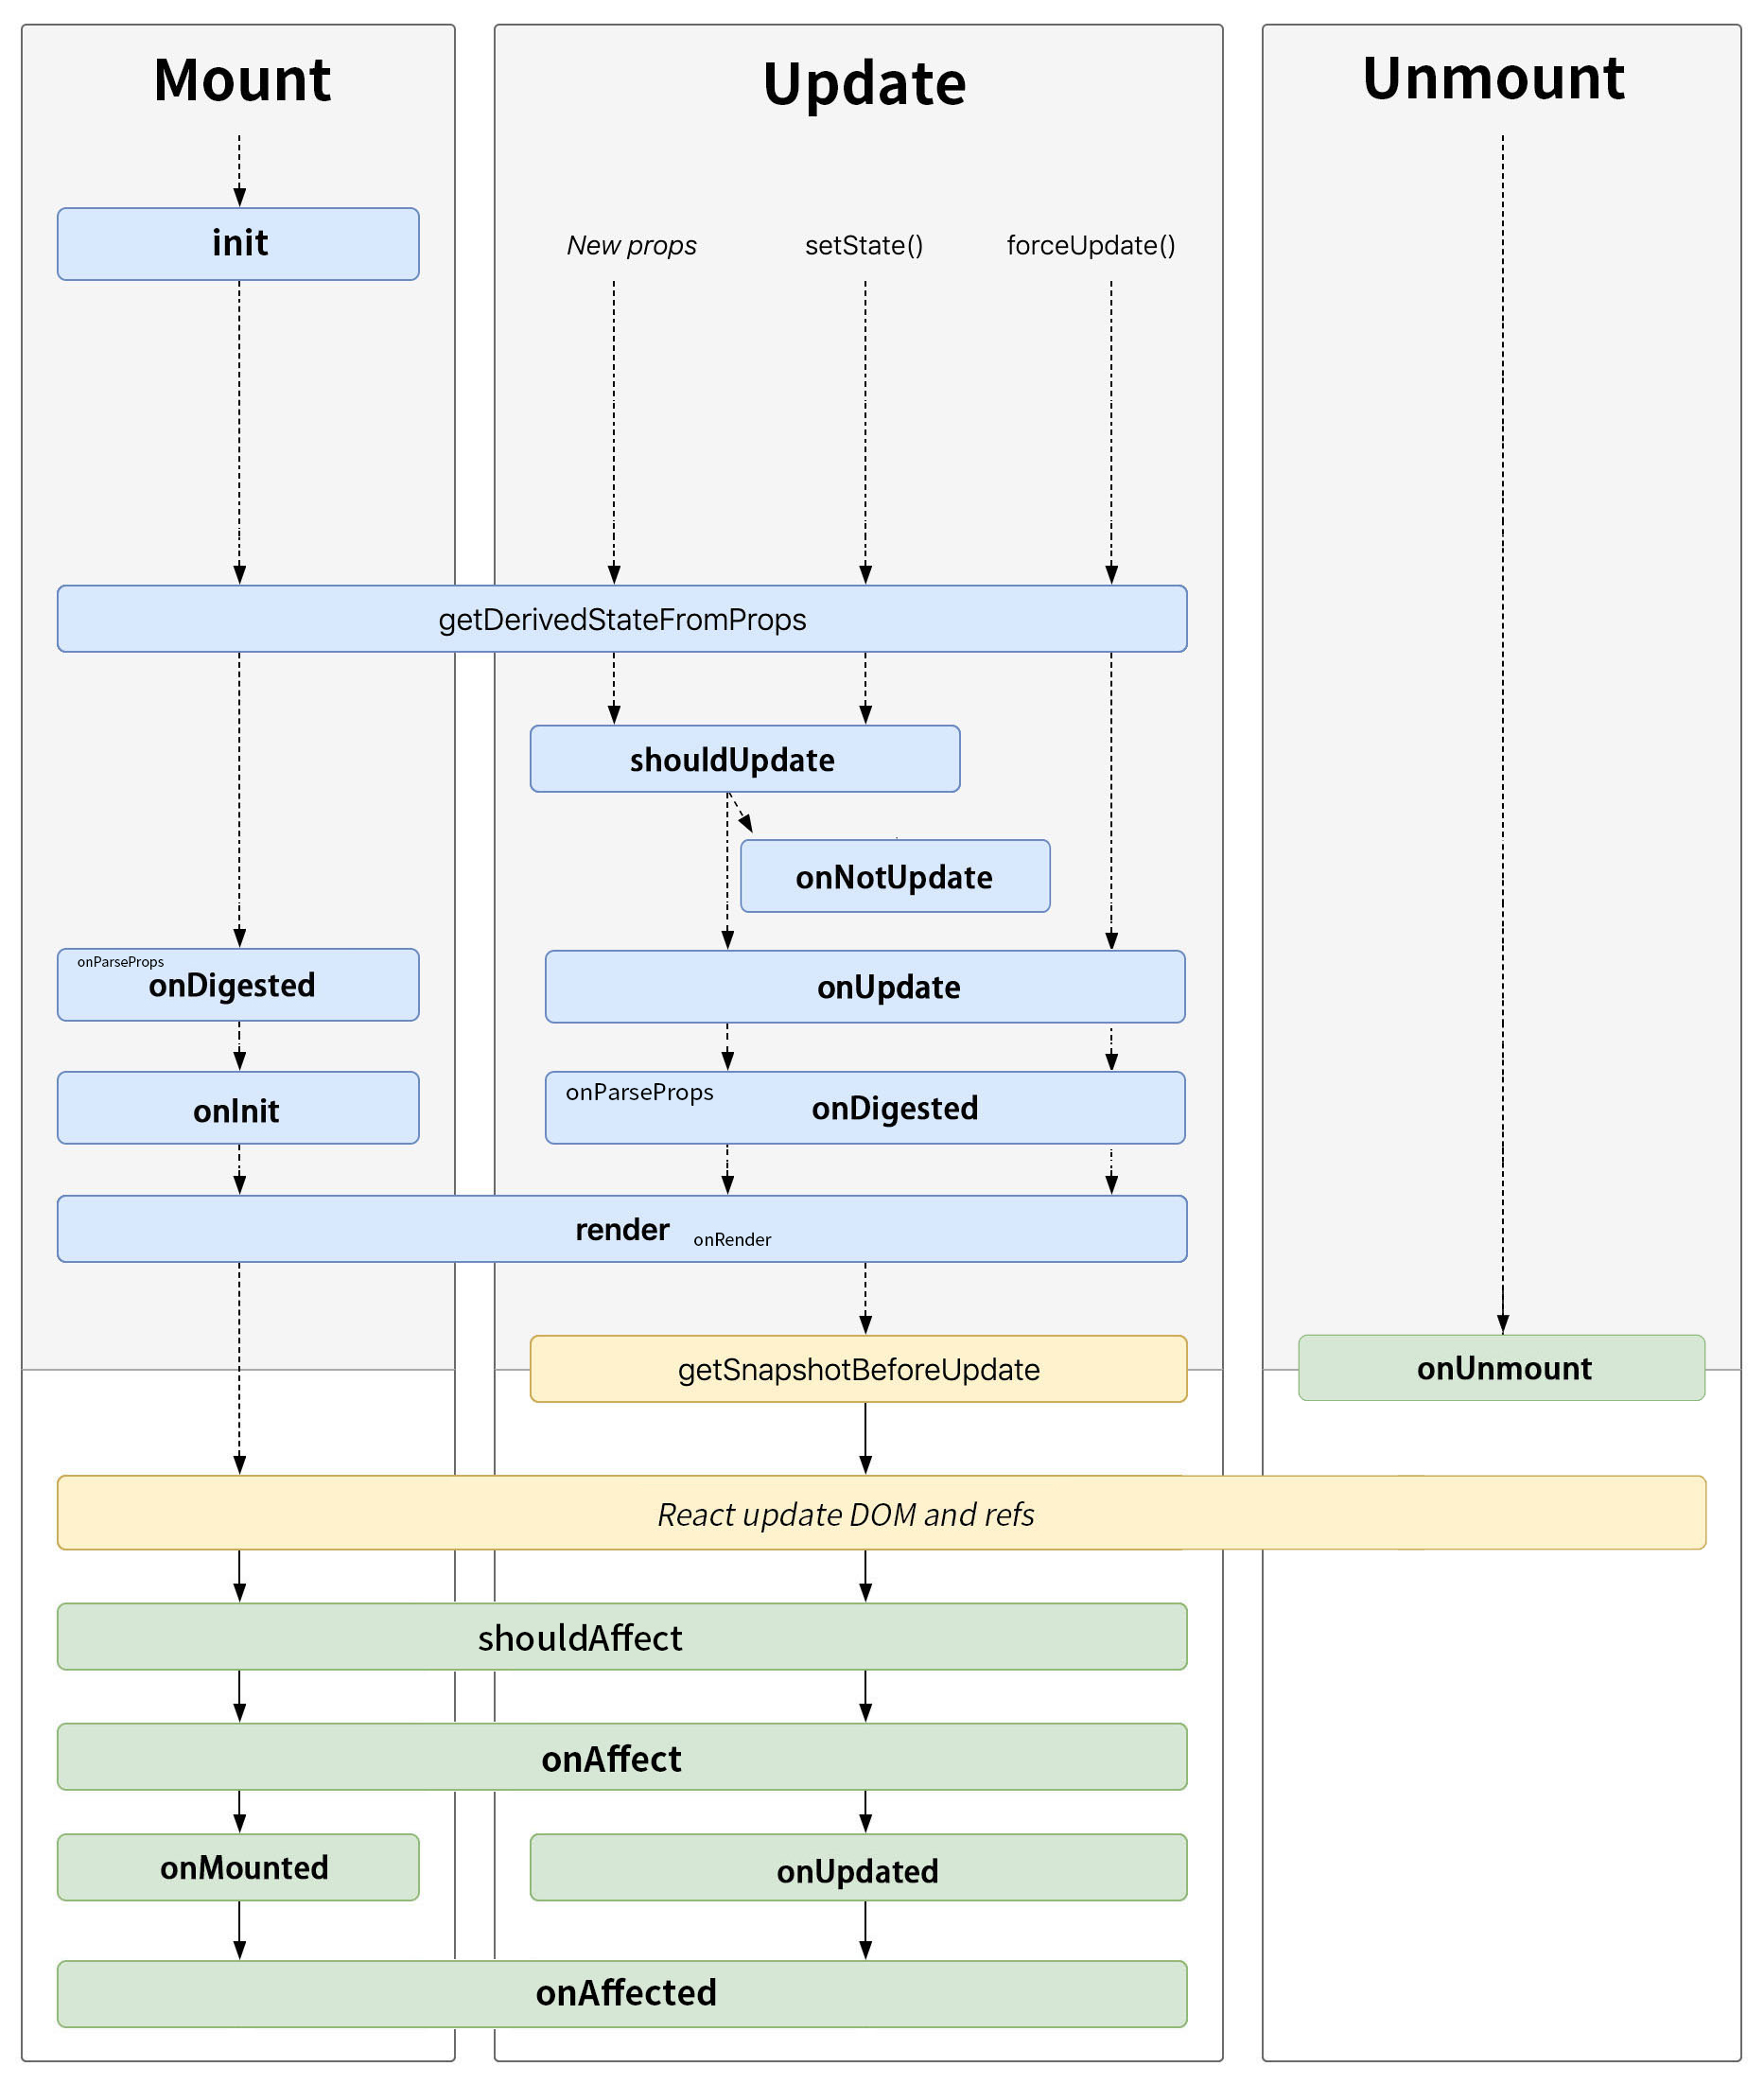 Mount
Update
Unmount
init
New props
setState()
forceUpdate()
getDerivedStateFromProps
shouldUpdate
onNotUpdate
onParseProps
onDigested
onUpdate
onInit
onParseProps
onDigested
render
onRender
getSnapshotBeforeUpdate
onUnmount
React update DOM and refs
shouldAffect
onAffect
onMounted
onUpdated
onAffected